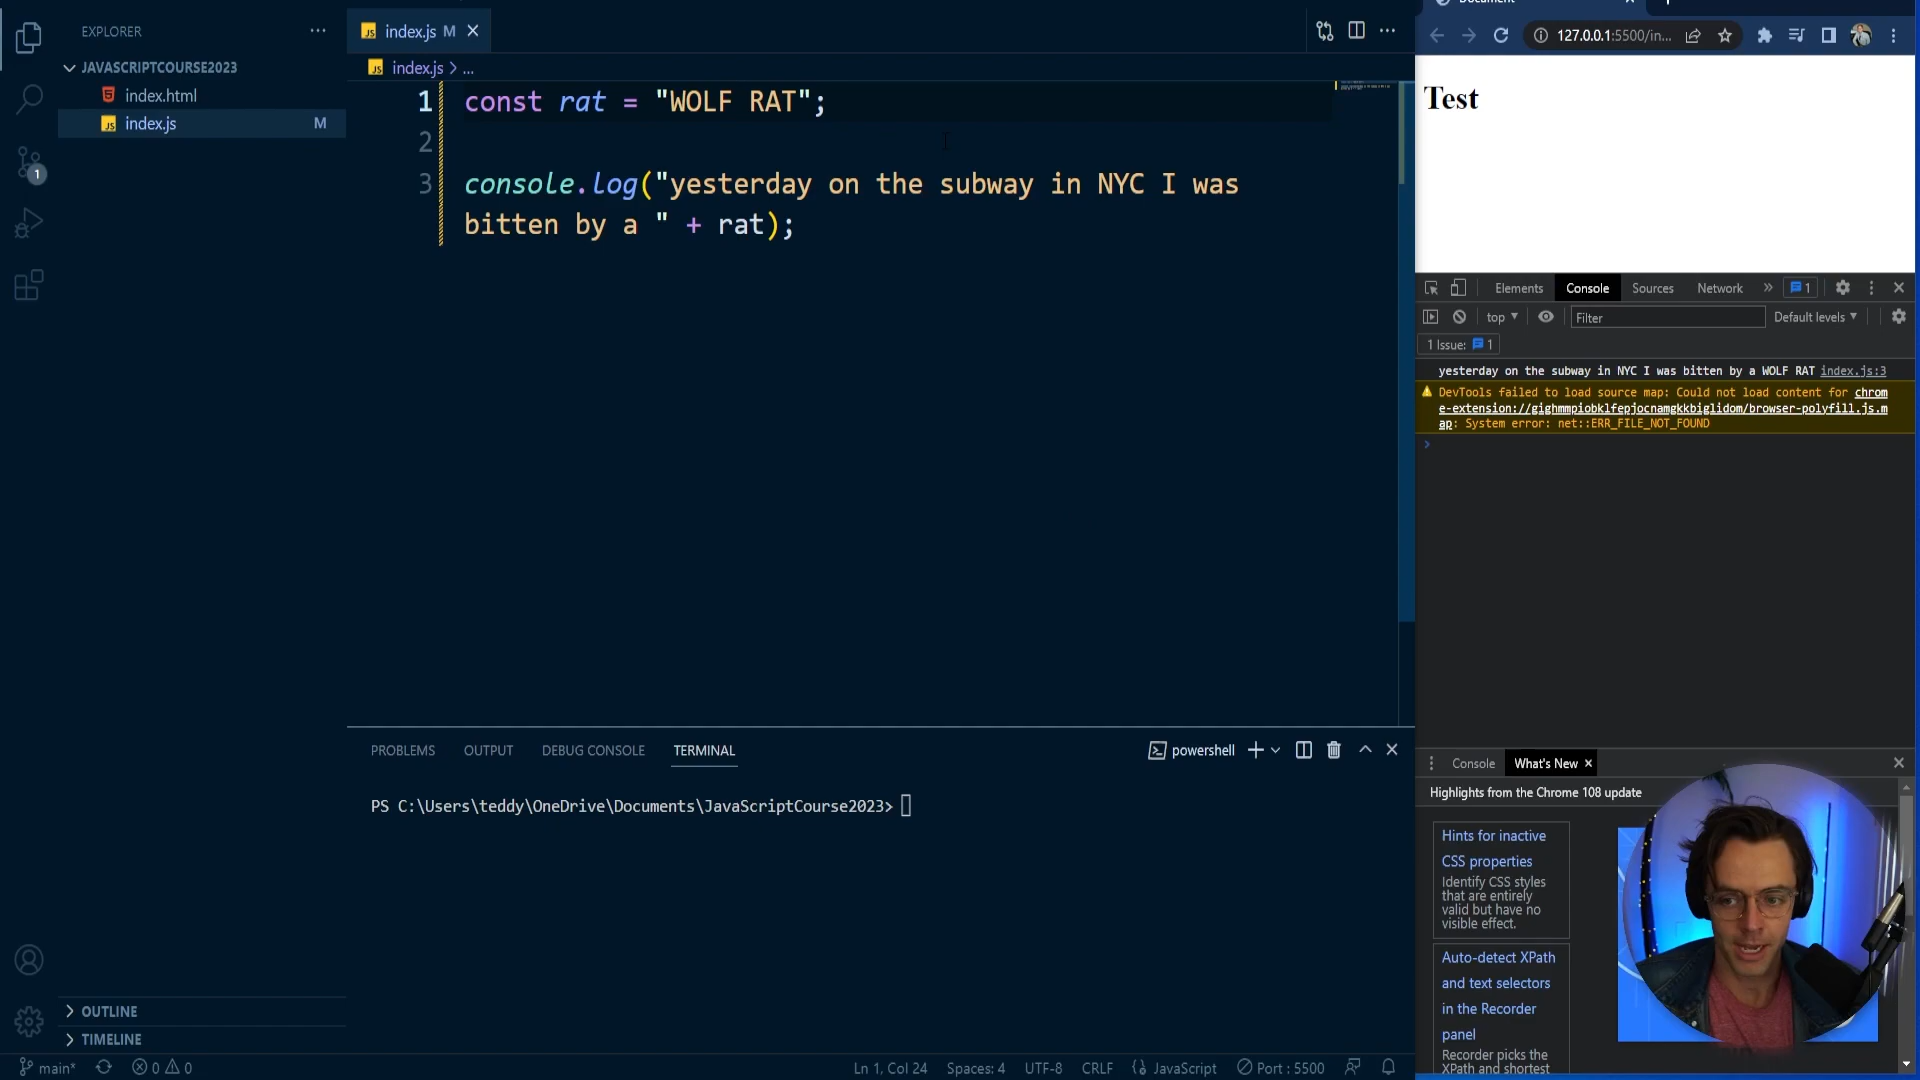 EXPLORER
JAVASCRIPTCOURSE2023
index.html
index.js M
index.js M
index.js > ...
1 const rat = "WOLF RAT";
2
3 console.log("yesterday on the subway in NYC I was
bitten by a " + rat);
PROBLEMS OUTPUT DEBUG CONSOLE TERMINAL
powershell
PS C:\Users\teddy\OneDrive\Documents\JavaScriptCourse2023>
OUTLINE
TIMELINE
1
main* 0 0
Ln 1, Col 24 Spaces: 4 UTF-8 CRLF JavaScript Port : 5500
Document
127.0.0.1:5500/in...
Test
Elements Console Sources Network 1
top Filter Default levels
1 Issue: 1
yesterday on the subway in NYC I was bitten by a WOLF RAT index.js:3
DevTools failed to load source map: Could not load content for chrom
e-extension://gighmmpiobklfepjocnamgkkbiglidom/browser-polyfill.js.m
ap: System error: net::ERR_FILE_NOT_FOUND
Console What's New
Highlights from the Chrome 108 update
Hints for inactive
CSS properties
Identify CSS styles
that are entirely
valid but have no
visible effect.
Auto-detect XPath
and text selectors
in the Recorder
panel
Recorder picks the
XPath and shortest